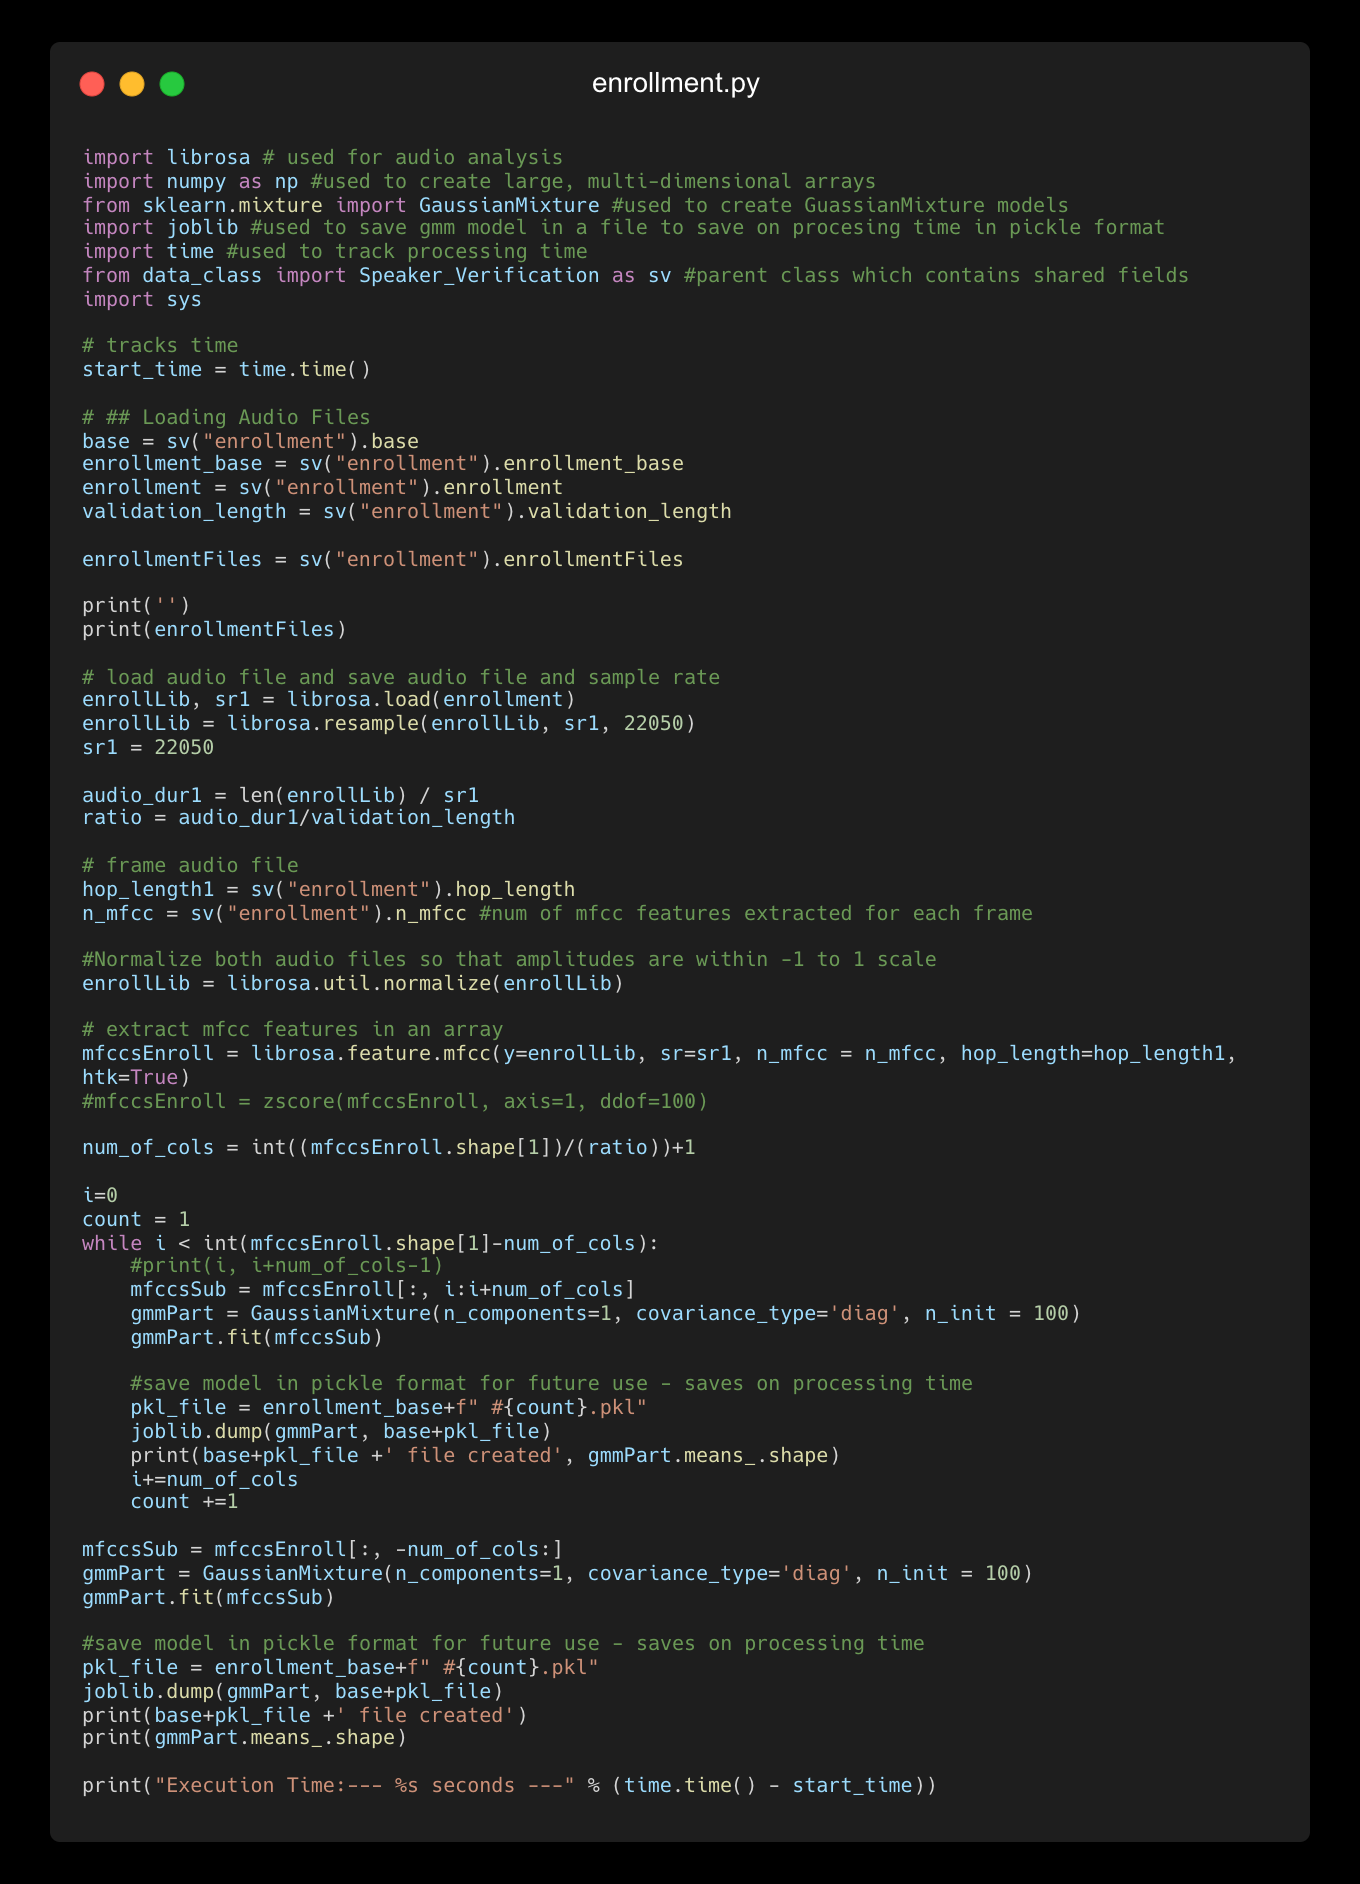 enrollment.py
import librosa # used for audio analysis
import numpy as np #used to create large, multi-dimensional arrays
from sklearn.mixture import GaussianMixture #used to create GuassianMixture models
import joblib #used to save gmm model in a file to save on procesing time in pickle format
import time #used to track processing time
from data_class import Speaker_Verification as sv #parent class which contains shared fields
import sys

# tracks time
start_time = time.time()

# ## Loading Audio Files
base = sv("enrollment").base
enrollment_base = sv("enrollment").enrollment_base
enrollment = sv("enrollment").enrollment
validation_length = sv("enrollment").validation_length

enrollmentFiles = sv("enrollment").enrollmentFiles

print('')
print(enrollmentFiles)

# load audio file and save audio file and sample rate
enrollLib, sr1 = librosa.load(enrollment)
enrollLib = librosa.resample(enrollLib, sr1, 22050)
sr1 = 22050

audio_dur1 = len(enrollLib) / sr1
ratio = audio_dur1/validation_length

# frame audio file
hop_length1 = sv("enrollment").hop_length
n_mfcc = sv("enrollment").n_mfcc #num of mfcc features extracted for each frame

#Normalize both audio files so that amplitudes are within -1 to 1 scale
enrollLib = librosa.util.normalize(enrollLib)

# extract mfcc features in an array
mfccsEnroll = librosa.feature.mfcc(y=enrollLib, sr=sr1, n_mfcc = n_mfcc, hop_length=hop_length1,
htk=True)
#mfccsEnroll = zscore(mfccsEnroll, axis=1, ddof=100)

num_of_cols = int((mfccsEnroll.shape[1])/(ratio))+1

i=0
count = 1
while i < int(mfccsEnroll.shape[1]-num_of_cols):
    #print(i, i+num_of_cols-1)
    mfccsSub = mfccsEnroll[:, i:i+num_of_cols]
    gmmPart = GaussianMixture(n_components=1, covariance_type='diag', n_init = 100)
    gmmPart.fit(mfccsSub)

    #save model in pickle format for future use - saves on processing time
    pkl_file = enrollment_base+f" #{count}.pkl"
    joblib.dump(gmmPart, base+pkl_file)
    print(base+pkl_file +' file created', gmmPart.means_.shape)
    i+=num_of_cols
    count +=1

mfccsSub = mfccsEnroll[:, -num_of_cols:]
gmmPart = GaussianMixture(n_components=1, covariance_type='diag', n_init = 100)
gmmPart.fit(mfccsSub)

#save model in pickle format for future use - saves on processing time
pkl_file = enrollment_base+f" #{count}.pkl"
joblib.dump(gmmPart, base+pkl_file)
print(base+pkl_file +' file created')
print(gmmPart.means_.shape)

print("Execution Time:--- %s seconds ---" % (time.time() - start_time))